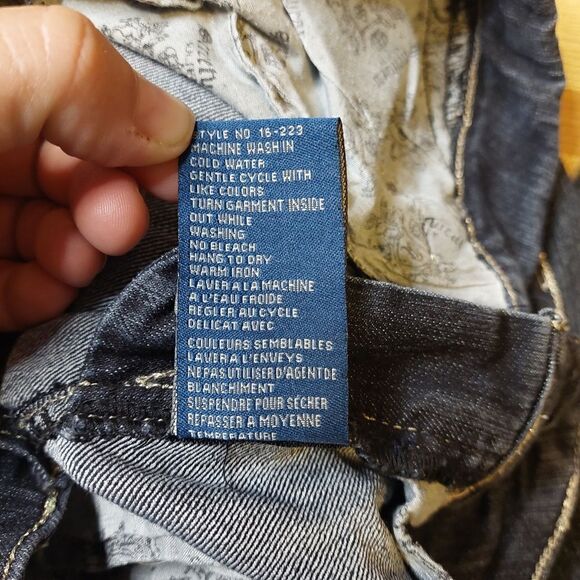 STYLE NO 16-223
MACHINE WASH IN
COLD WATER
GENTLE CYCLE WITH
LIKE COLORS
TURN GARMENT INSIDE
OUT WHILE
WASHING
NO BLEACH
HANG TO DRY
WARM IRON
LAVER A LA MACHINE
A L'EAU FROIDE
REGLER AU CYCLE
DELICAT AVEC
COULEURS SEMBLABLES
LAVER A L'ENVEYS
NE PAS UTILISER D'AGENT DE
BLANCHIMENT
SUSPENDRE POUR SECHER
REPASSER A MOYENNE
TEMPERATURE